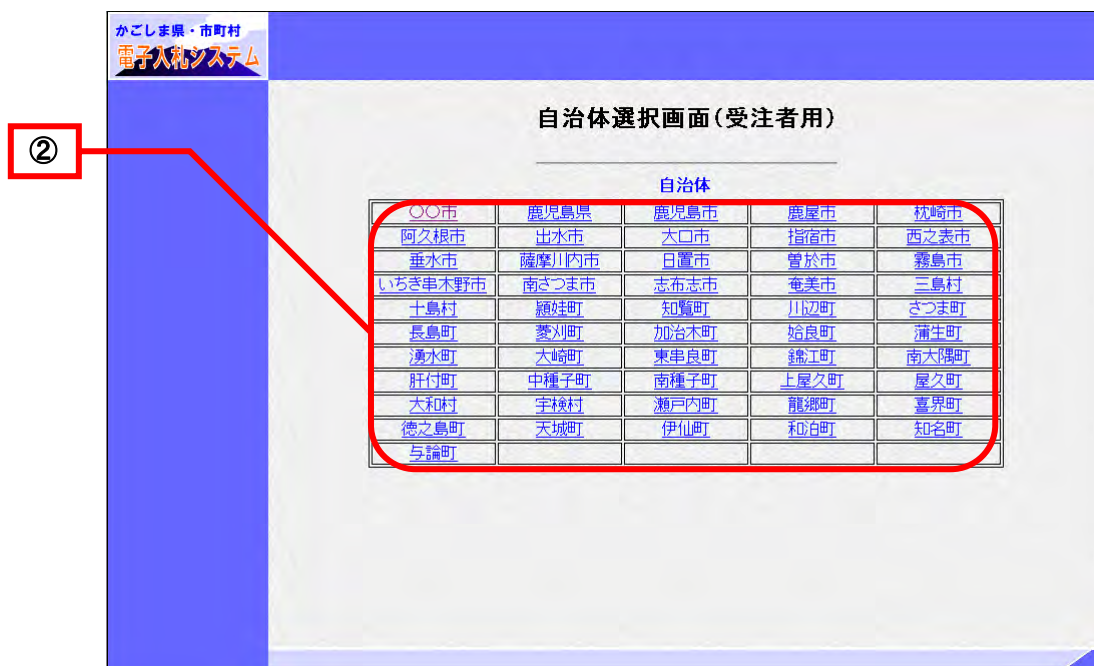 かごしま県・市町村
電子入札システム
自治体選択画面(受注者用)
②
自治体
〇〇市 鹿児島県 鹿児島市 鹿屋市 枕崎市
阿久根市 出水市 大口市 指宿市 西之表市
垂水市 薩摩川内市 日置市 曽於市 霧島市
いちき串木野市 南さつま市 志布志市 奄美市 三島村
十島村 頴娃町 知覧町 川辺町 さつま町
長島町 菱刈町 加治木町 姶良町 蒲生町
湧水町 大崎町 東串良町 錦江町 南大隅町
肝付町 中種子町 南種子町 上屋久町 屋久町
大和村 宇検村 瀬戸内町 龍郷町 喜界町
徳之島町 天城町 伊仙町 和泊町 知名町
与論町